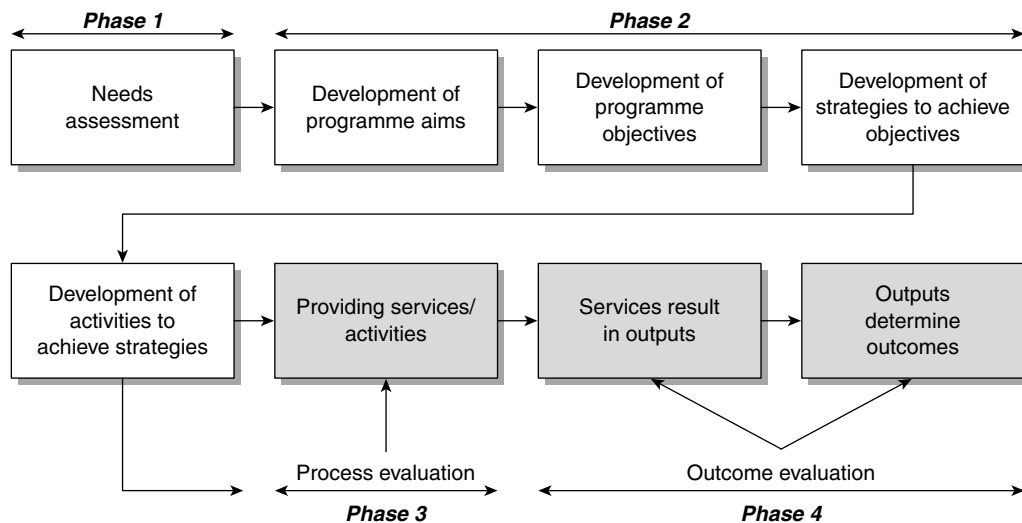 Phase 1
Phase 2
Needs
assessment
Development of
programme aims
Development of
programme
objectives
Development of
strategies to achieve
objectives
Development of
activities to
achieve strategies
Providing services/
activities
Services result
in outputs
Outputs
determine
outcomes
Process evaluation
Outcome evaluation
Phase 3
Phase 4